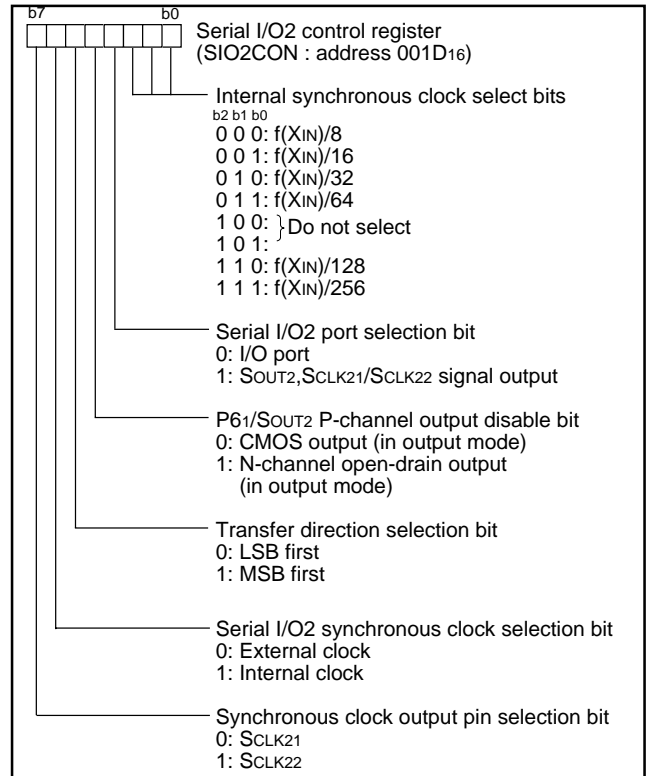 b7 b0
Serial I/O2 control register
(SIO2CON : address 001D16)
Internal synchronous clock select bits
b2 b1 b0
0 0 0: f(XIN)/8
0 0 1: f(XIN)/16
0 1 0: f(XIN)/32
0 1 1: f(XIN)/64
1 0 0:
1 0 1:
} Do not select
1 1 0: f(XIN)/128
1 1 1: f(XIN)/256
Serial I/O2 port selection bit
0: I/O port
1: SOUT2,SCLK21/SCLK22 signal output
P61/SOUT2 P-channel output disable bit
0: CMOS output (in output mode)
1: N-channel open-drain output
(in output mode)
Transfer direction selection bit
0: LSB first
1: MSB first
Serial I/O2 synchronous clock selection bit
0: External clock
1: Internal clock
Synchronous clock output pin selection bit
0: SCLK21
1: SCLK22